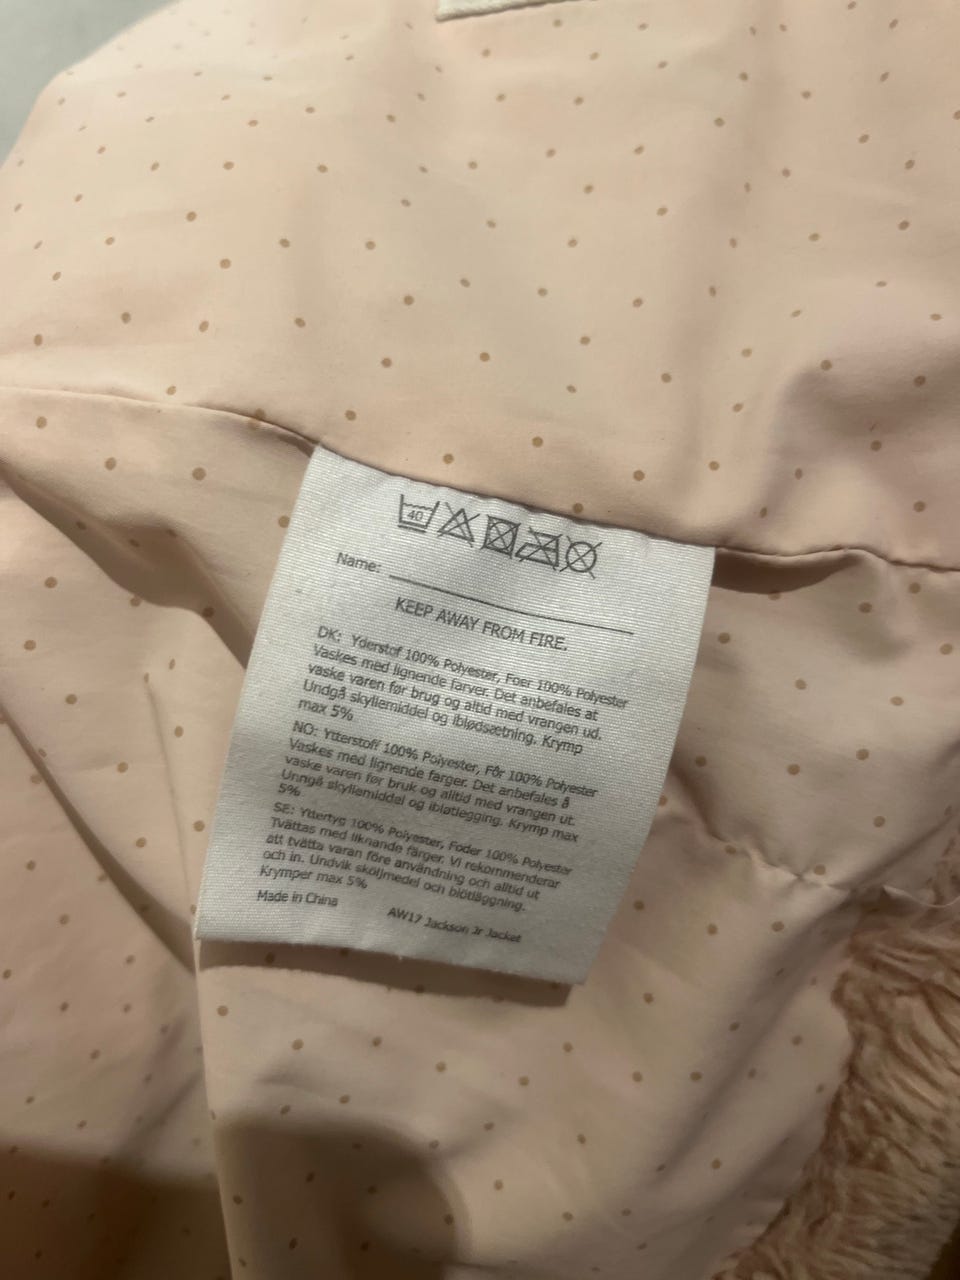 40
Name:
KEEP AWAY FROM FIRE.
DK: Yderstof 100% Polyester, Foer 100% Polyester
Vaskes med lignende farver. Det anbefales at
vaske varen før brug og altid med vrangen ud.
Undgå skyllemiddel og iblødsætning. Krymp
max 5%
NO: Ytterstoff 100% Polyester, Fôr 100% Polyester
Vaskes med lignende farger. Det anbefales å
vaske varen før bruk og alltid med vrangen ut.
Unngå skyllemiddel og ibløtlegging. Krymp max
5%
SE: Yttertyg 100% Polyester, Foder 100% Polyester
Tvättas med liknande färger. Vi rekommenderar
att tvätta varan före användning och alltid ut
och in. Undvik sköljmedel och blötläggning.
Krymper max 5%
Made in China
AW17 Jackson Jr Jacket